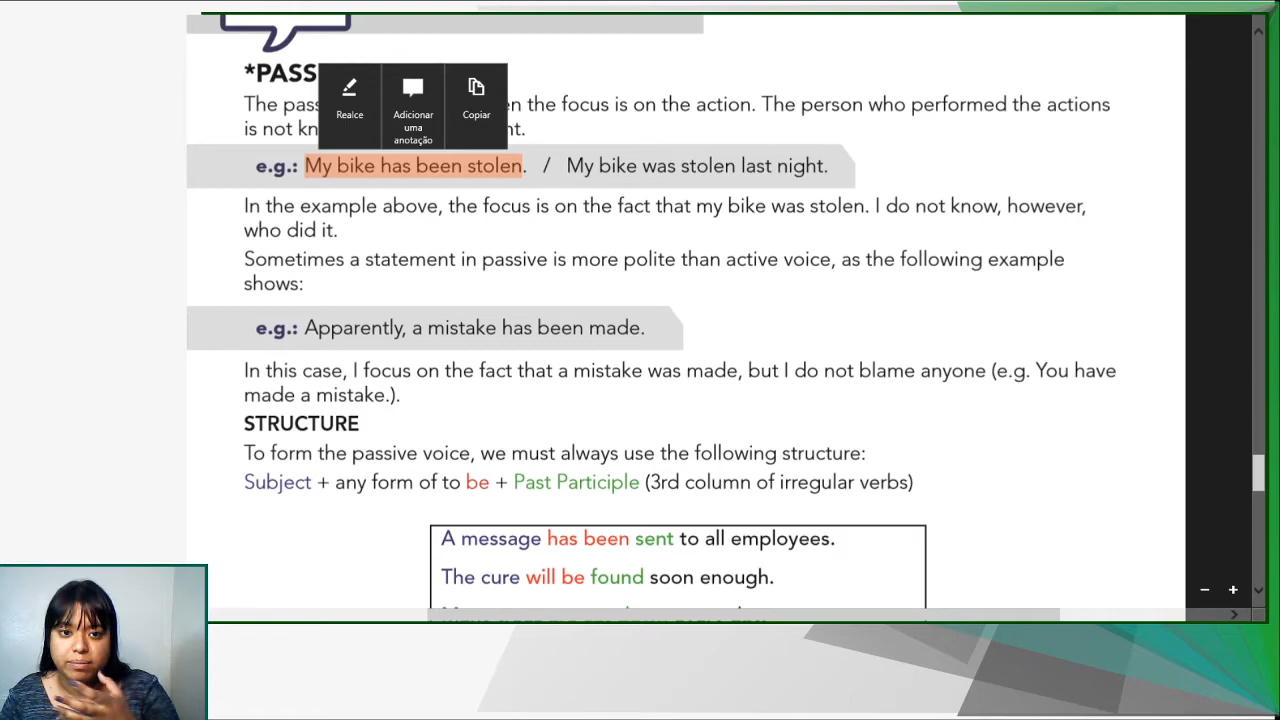 *PASS
Realce
Adicionar
uma
anotação
Copiar
The pass en the focus is on the action. The person who performed the actions
is not kn nt.
e.g.: My bike has been stolen. / My bike was stolen last night.
In the example above, the focus is on the fact that my bike was stolen. I do not know, however,
who did it.
Sometimes a statement in passive is more polite than active voice, as the following example
shows:
e.g.: Apparently, a mistake has been made.
In this case, I focus on the fact that a mistake was made, but I do not blame anyone (e.g. You have
made a mistake.).
STRUCTURE
To form the passive voice, we must always use the following structure:
Subject + any form of to be + Past Participle (3rd column of irregular verbs)
A message has been sent to all employees.
The cure will be found soon enough.